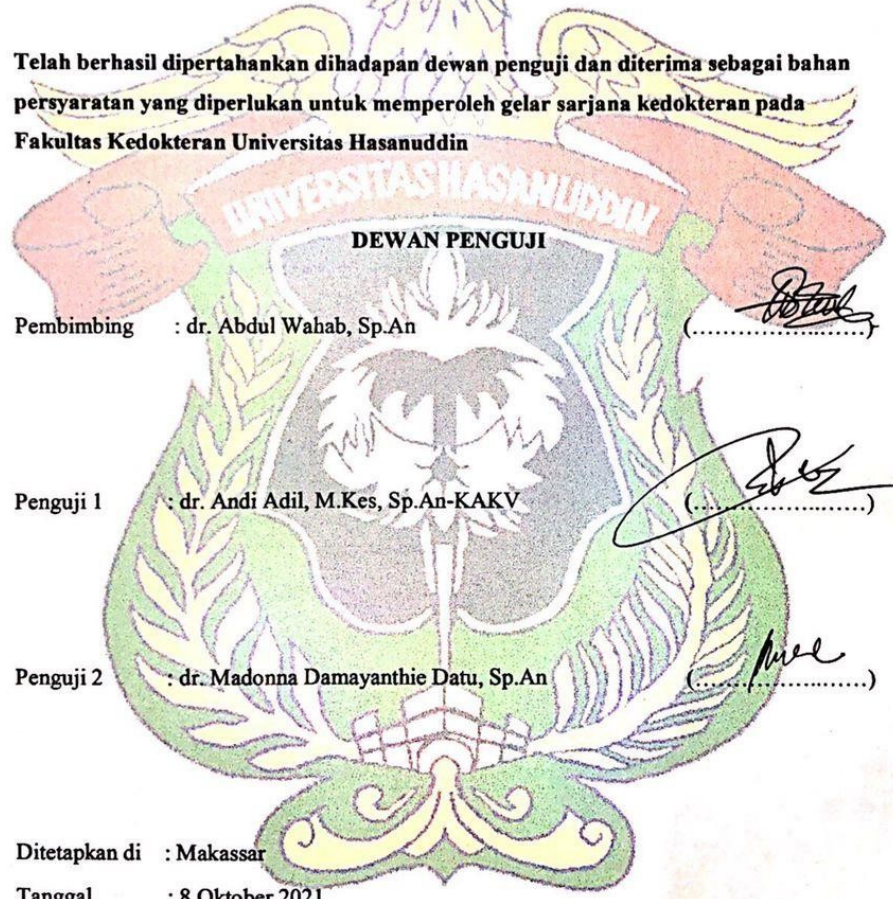 Telah berhasil dipertahankan dihadapan dewan penguji dan diterima sebagai bahan
persyaratan yang diperlukan untuk memperoleh gelar sarjana kedokteran pada
Fakultas Kedokteran Universitas Hasanuddin
UNIVERSITAS HASANUDDIN
DEWAN PENGUJI
Pembimbing : dr. Abdul Wahab, Sp.An (........................)
Penguji 1 : dr. Andi Adil, M.Kes, Sp.An-KAKV (........................)
Penguji 2 : dr. Madonna Damayanthie Datu, Sp.An (........................)
Ditetapkan di : Makassar
Tanggal : 8 Oktober 2021